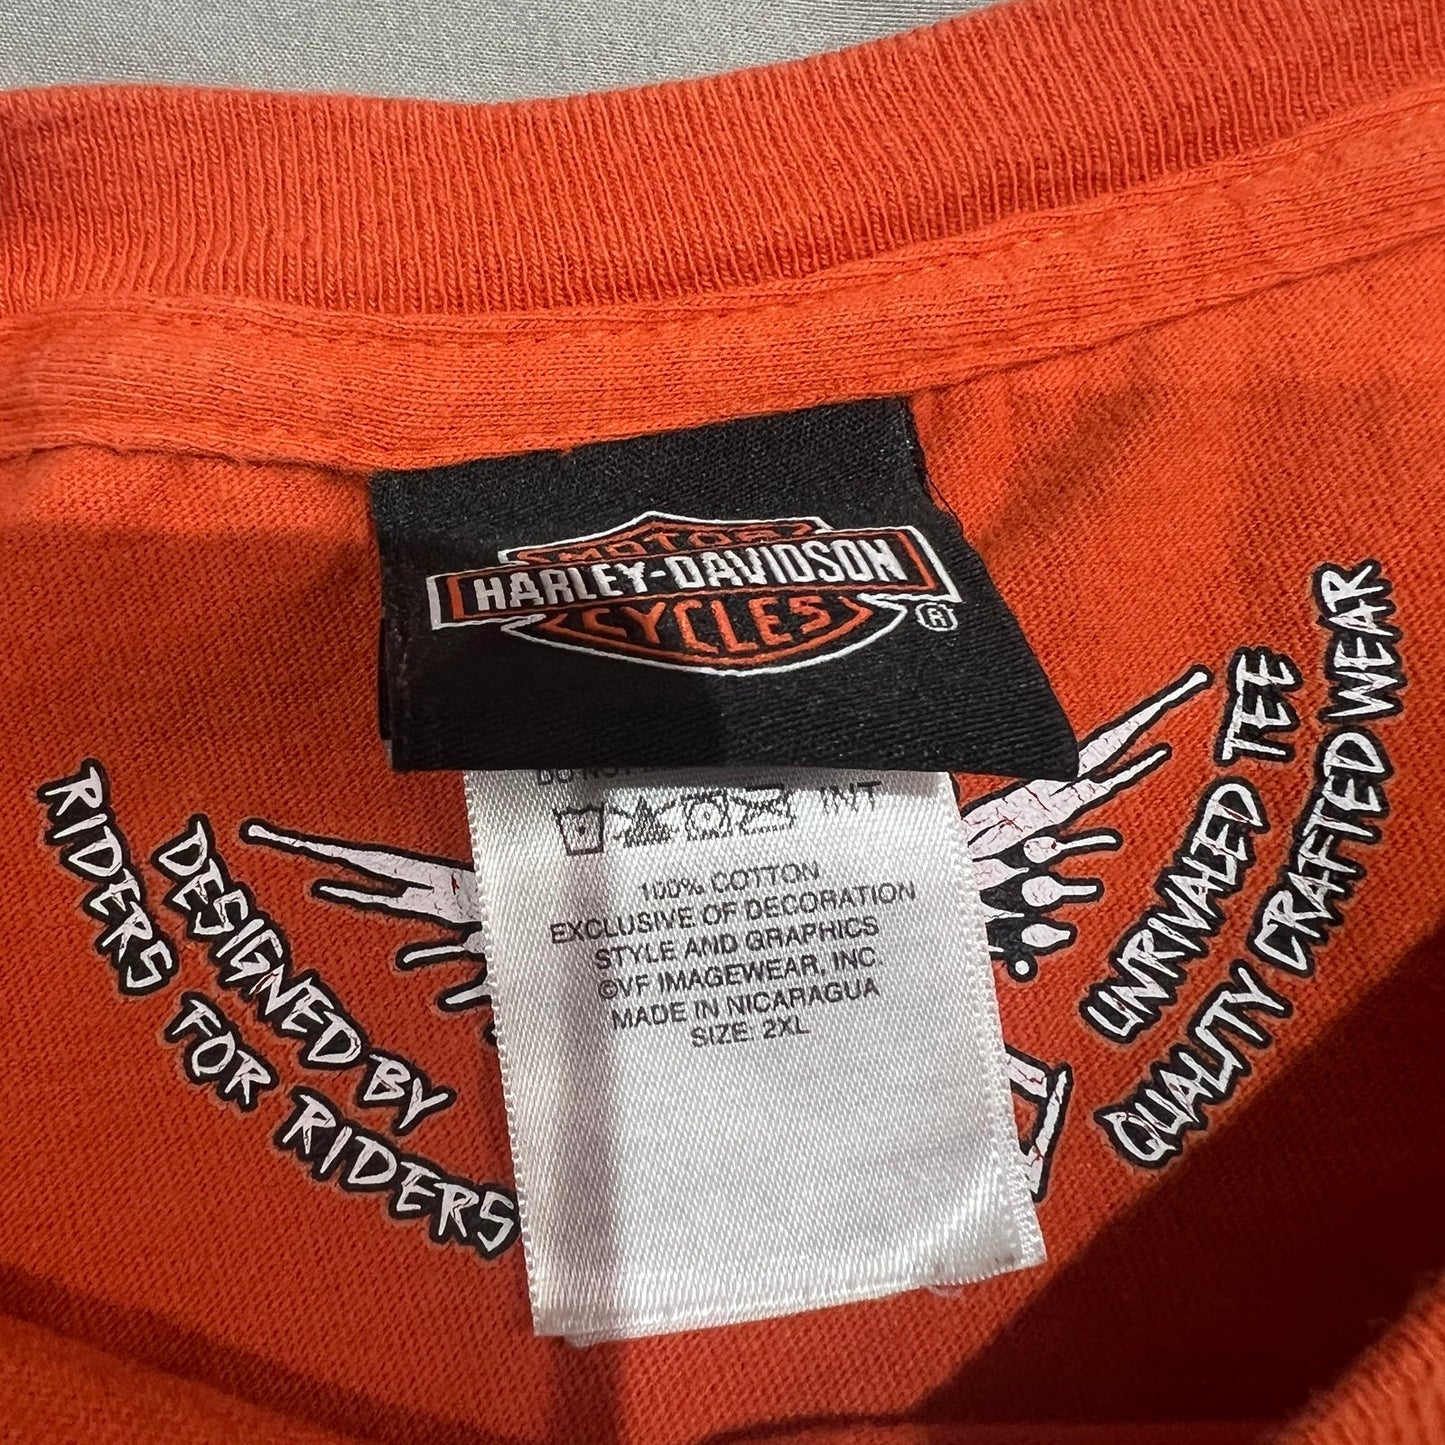 MOTOR
HARLEY-DAVIDSON
CYCLES
®
INT
100% COTTON
EXCLUSIVE OF DECORATION
STYLE AND GRAPHICS
©VF IMAGEWEAR, INC
MADE IN NICARAGUA
SIZE 2XL
DESIGNED BY
RIDERS FOR RIDERS
UNRIVALED TEE
QUALITY CRAFTED WEAR